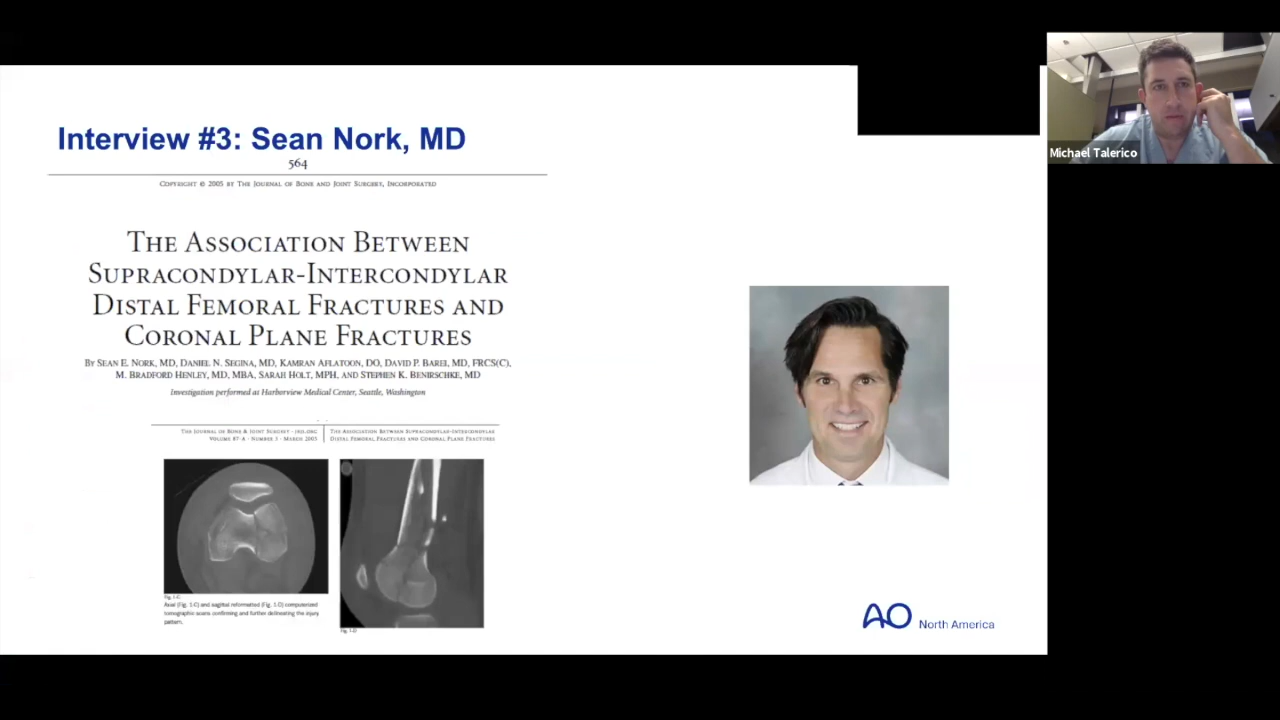 Interview #3: Sean Nork, MD
564
COPYRIGHT © 2005 BY THE JOURNAL OF BONE AND JOINT SURGERY, INCORPORATED
THE ASSOCIATION BETWEEN
SUPRACONDYLAR-INTERCONDYLAR
DISTAL FEMORAL FRACTURES AND
CORONAL PLANE FRACTURES
BY SEAN E. NORK, MD, DANIEL N. SEGINA, MD, KAMRAN AFLATOON, DO, DAVID P. BAREI, MD, FRCS(C),
M. BRADFORD HENLEY, MD, MBA, SARAH HOLT, MPH, AND STEPHEN K. BENIRSCHKE, MD
Investigation performed at Harborview Medical Center, Seattle, Washington
THE JOURNAL OF BONE & JOINT SURGERY · JBJS.ORG
VOLUME 87-A · NUMBER 3 · MARCH 2005
THE ASSOCIATION BETWEEN SUPRACONDYLAR-INTERCONDYLAR
DISTAL FEMORAL FRACTURES AND CORONAL PLANE FRACTURES
Fig. 1-C
Axial (Fig. 1-C) and sagittal reformatted (Fig. 1-D) computerized
tomographic scans confirming and further delineating the injury
pattern.
Fig. 1-D
AO North America
Michael Talerico